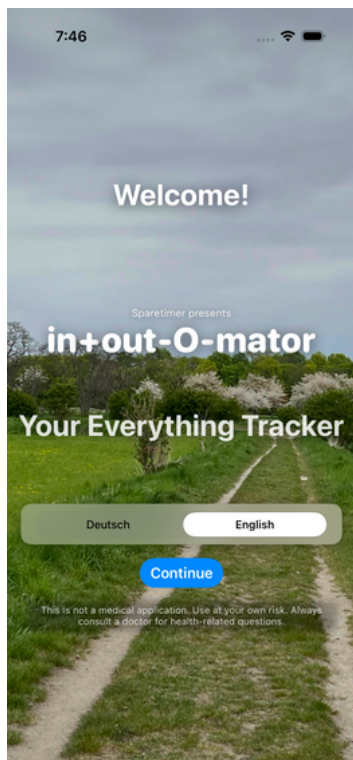 7:46
Welcome!
Sparetimer presents
in+out-O-mator
Your Everything Tracker
Deutsch
English
Continue
This is not a medical application. Use at your own risk. Always
consult a doctor for health-related questions.